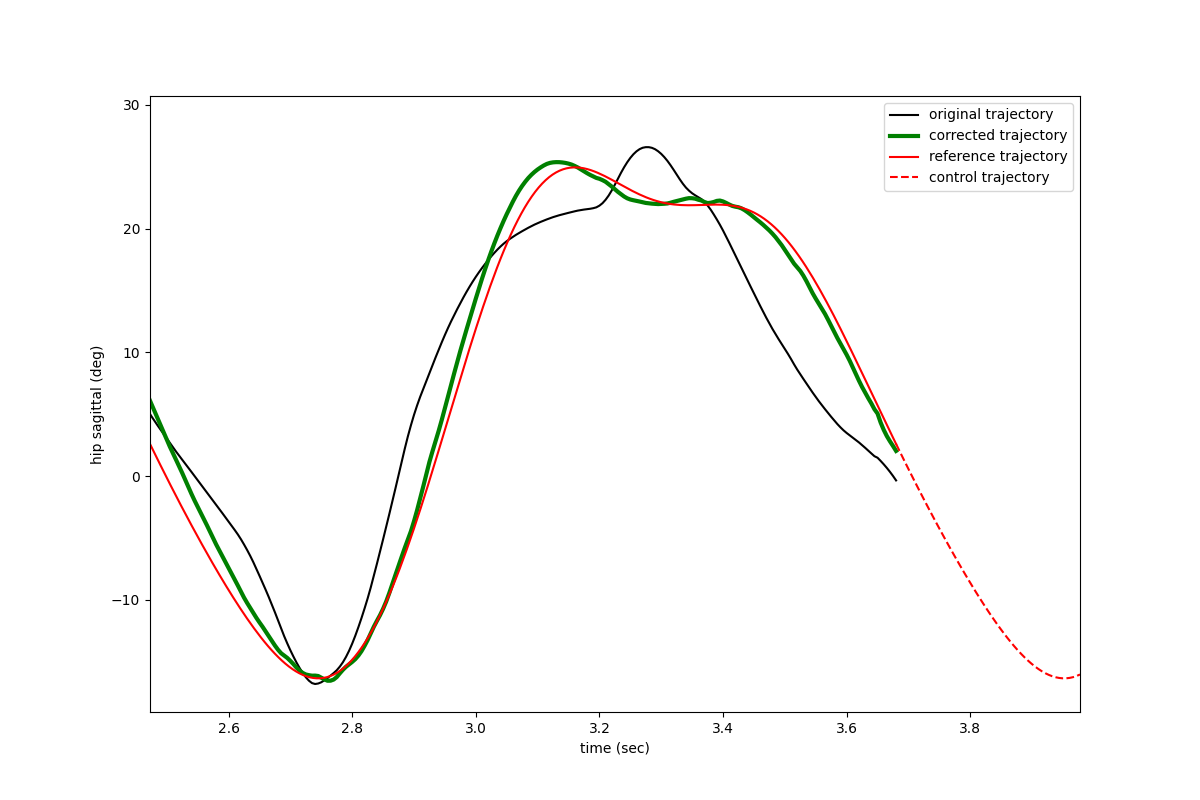 30
20
10
0
−10
hip sagittal (deg)
2.6
2.8
3.0
3.2
3.4
3.6
3.8
time (sec)
original trajectory
corrected trajectory
reference trajectory
control trajectory